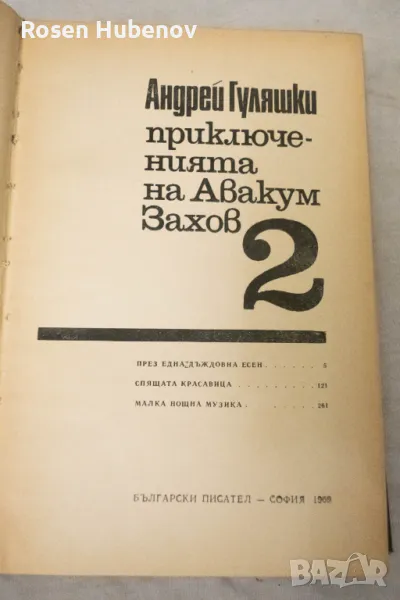 Rosen Hubenov
Андрей Гуляшки
приключе-
нията
на Авакум
Захов
2
ПРЕЗ ЕДНА ДЪЖДОВНА ЕСЕН . . . . . . 5
СПЯЩАТА КРАСАВИЦА . . . . . . . . . 121
МАЛКА НОЩНА МУЗИКА . . . . . . . . 261
БЪЛГАРСКИ ПИСАТЕЛ — СОФИЯ
BAZAR